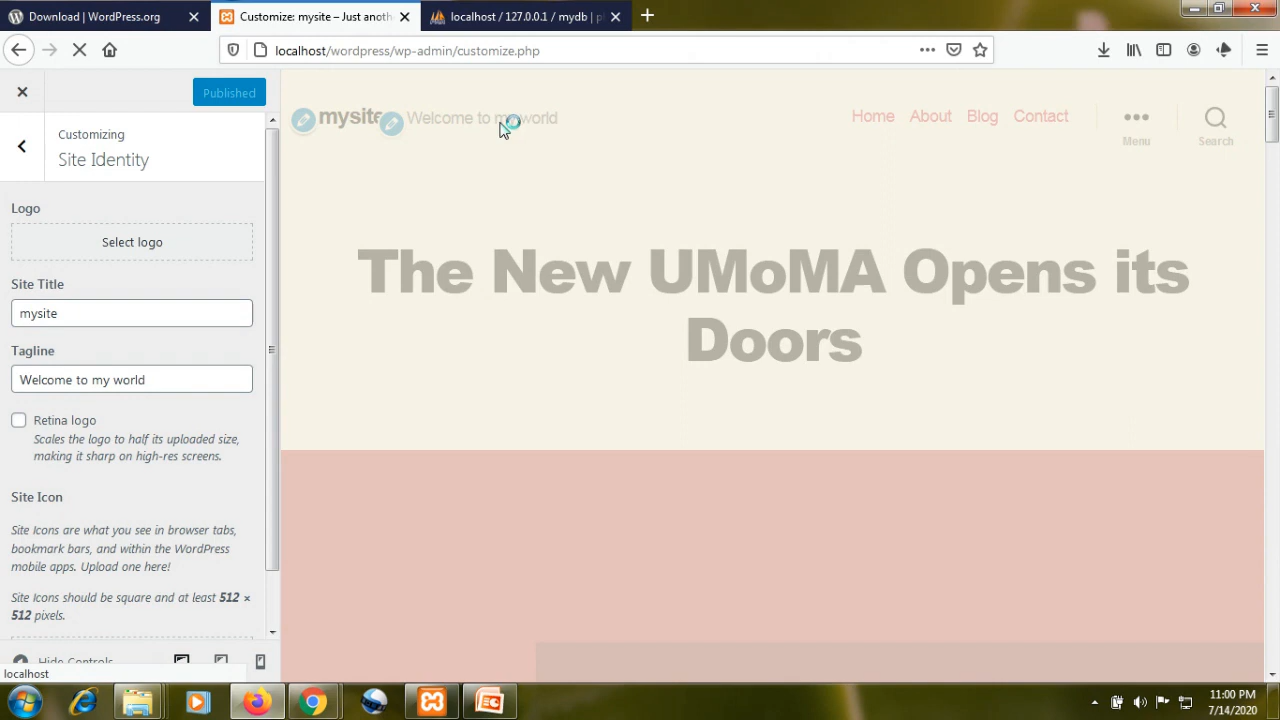 Download | WordPress.org
Customize: mysite – Just anoth
localhost / 127.0.0.1 / mydb | p
localhost/wordpress/wp-admin/customize.php
Published
Customizing
Site Identity
Logo
Select logo
Site Title
mysite
Tagline
Welcome to my world
Retina logo
Scales the logo to half its uploaded size,
making it sharp on high-res screens.
Site Icon
Site Icons are what you see in browser tabs,
bookmark bars, and within the WordPress
mobile apps. Upload one here!
Site Icons should be square and at least 512 ×
512 pixels.
Hide Controls
localhost
mysite
Welcome to my world
Home About Blog Contact
Menu
Search
The New UMoMA Opens its
Doors
11:00 PM
7/14/2020